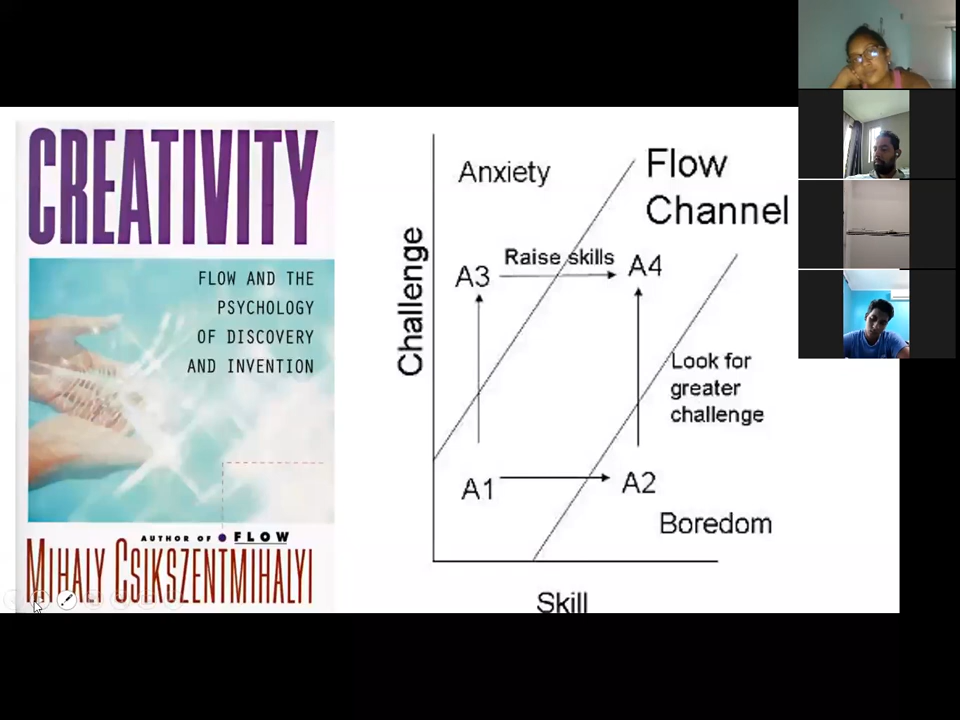 CREATIVITY
FLOW AND THE
PSYCHOLOGY
OF DISCOVERY
AND INVENTION
AUTHOR OF • FLOW
MIHALY CSIKSZENTMIHALYI
Anxiety
Flow
Channel
Challenge
Raise skills
A3
A4
Look for
greater
challenge
A1
A2
Boredom
Skill